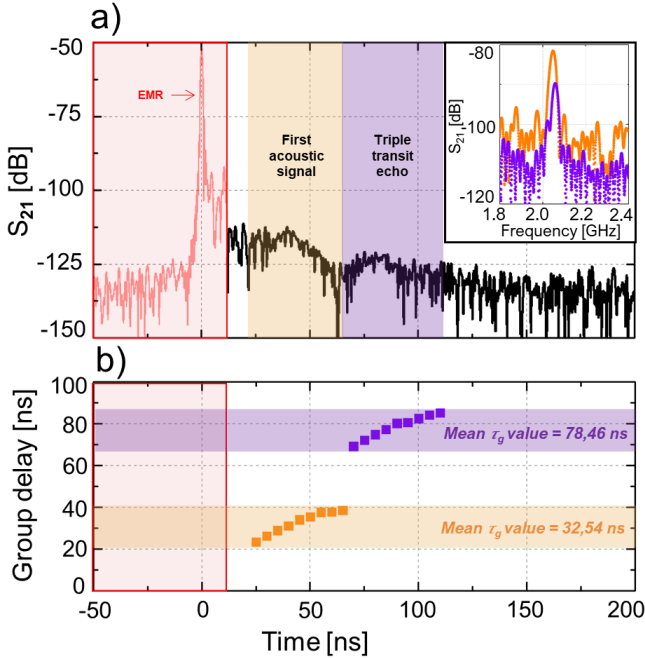 a)
S21 [dB]
-50
-75
-100
-125
-150
EMR
First
acoustic
signal
Triple
transit
echo
S21 [dB]
-80
-100
-120
1.8
2.0
2.2
2.4
Frequency [GHz]
b)
Group delay [ns]
100
80
60
40
20
0
Mean τg value = 78,46 ns
Mean τg value = 32,54 ns
-50
0
50
100
150
200
Time [ns]